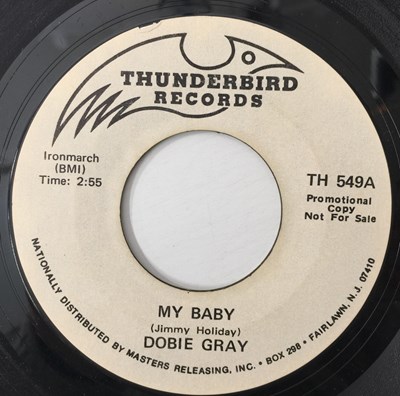 THUNDERBIRD
RECORDS
Ironmarch
(BMI)
Time: 2:55
TH 549A
Promotional
Copy
Not For Sale
MY BABY
(Jimmy Holiday)
DOBIE GRAY
NATIONALLY DISTRIBUTED BY MASTERS RELEASING, INC. • BOX 298 • FAIRLAWN, N.J. 07410